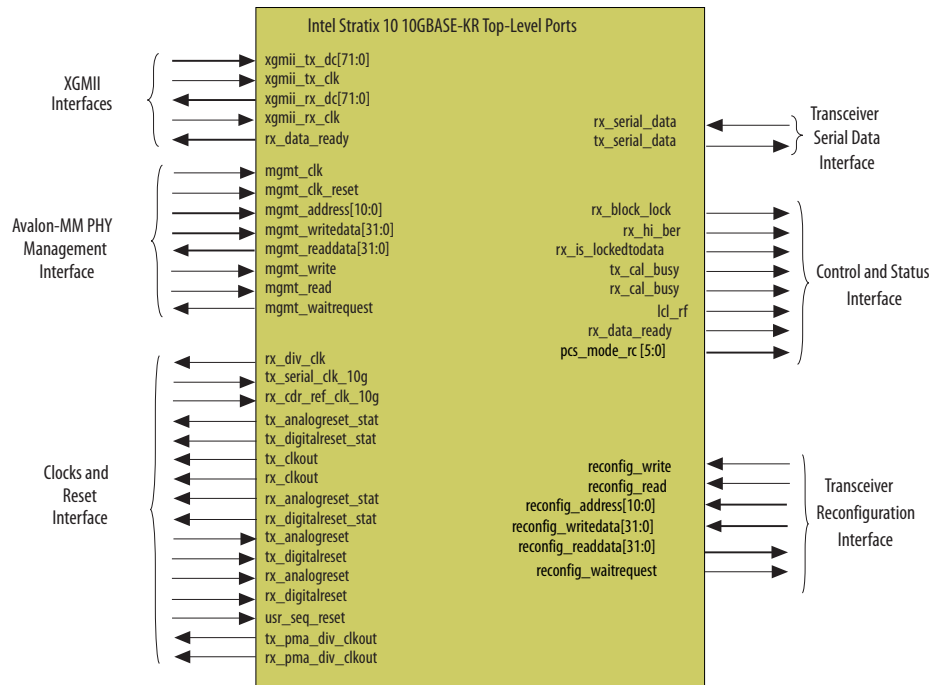 Intel Stratix 10 10GBASE-KR Top-Level Ports
XGMII
Interfaces
xgmii_tx_dc[71:0]
xgmii_tx_clk
xgmii_rx_dc[71:0]
xgmii_rx_clk
rx_data_ready
Avalon-MM PHY
Management
Interface
mgmt_clk
mgmt_clk_reset
mgmt_address[10:0]
mgmt_writedata[31:0]
mgmt_readdata[31:0]
mgmt_write
mgmt_read
mgmt_waitrequest
Clocks and
Reset
Interface
rx_div_clk
tx_serial_clk_10g
rx_cdr_ref_clk_10g
tx_analogreset_stat
tx_digitalreset_stat
tx_clkout
rx_clkout
rx_analogreset_stat
rx_digitalreset_stat
tx_analogreset
tx_digitalreset
rx_analogreset
rx_digitalreset
usr_seq_reset
tx_pma_div_clkout
rx_pma_div_clkout
rx_serial_data
tx_serial_data
Transceiver
Serial Data
Interface
rx_block_lock
rx_hi_ber
rx_is_lockedtodata
tx_cal_busy
rx_cal_busy
lcl_rf
rx_data_ready
pcs_mode_rc [5:0]
Control and Status
Interface
reconfig_write
reconfig_read
reconfig_address[10:0]
reconfig_writedata[31:0]
reconfig_readdata[31:0]
reconfig_waitrequest
Transceiver
Reconfiguration
Interface